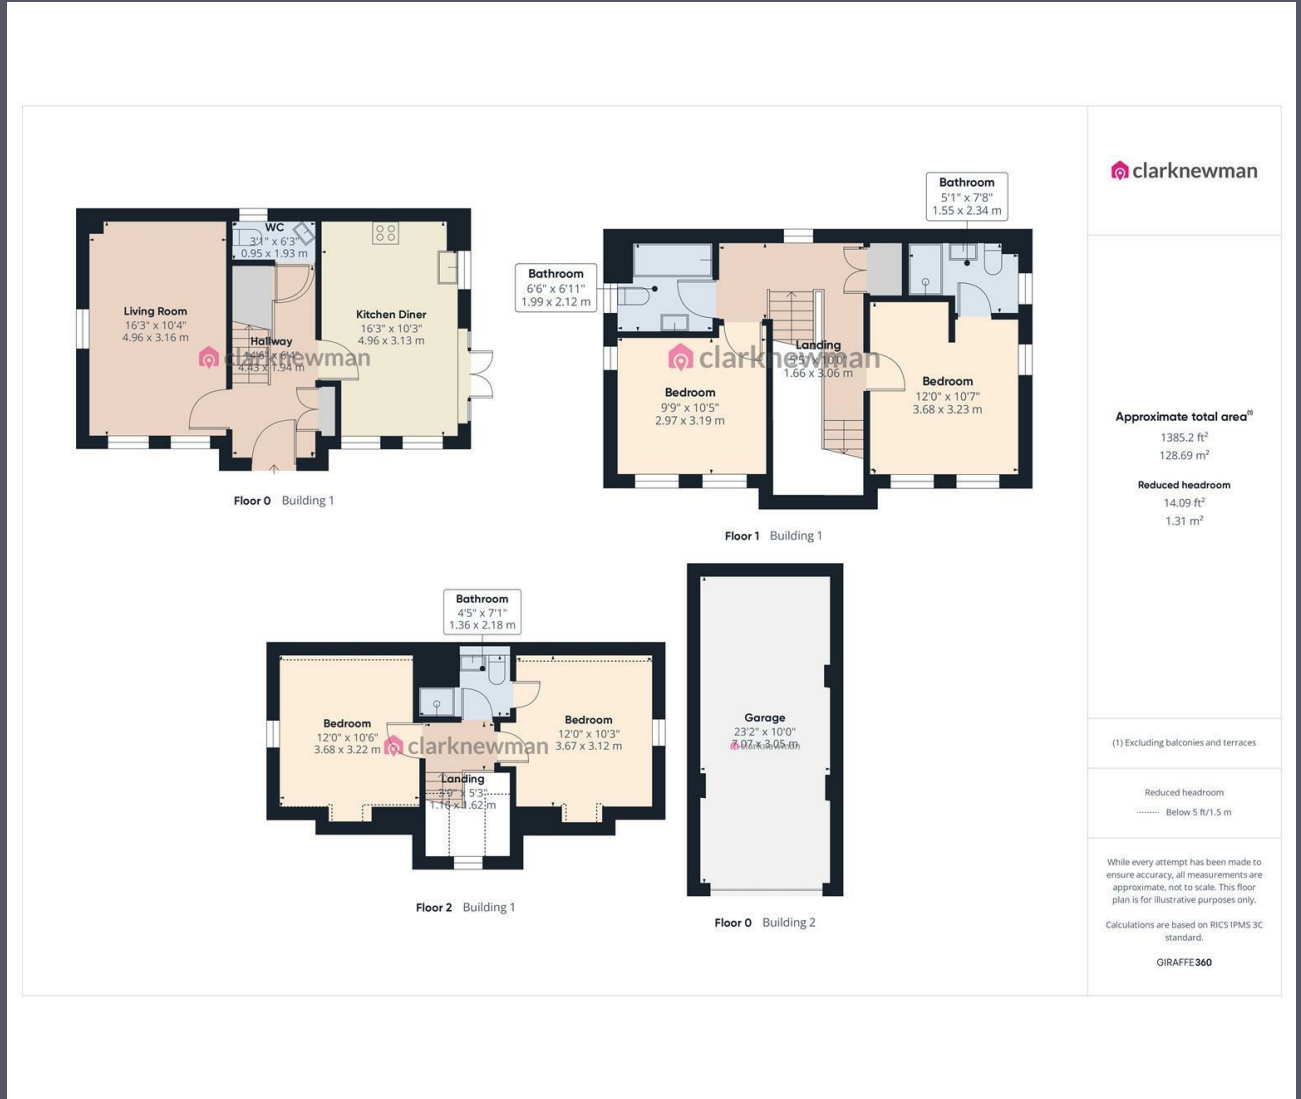 WC
3'1" x 6'3"
0.95 x 1.93 m
Living Room
16'3" x 10'4"
4.96 x 3.16 m
Kitchen Diner
16'3" x 10'3"
4.96 x 3.13 m
Hallway
4.43 x 1.94 m
clarknewman
Floor 0 Building 1
Bathroom
5'1" x 7'8"
1.55 x 2.34 m
Bathroom
6'6" x 6'11"
1.99 x 2.12 m
Landing
1.66 x 3.06 m
clarknewman
Bedroom
9'9" x 10'5"
2.97 x 3.19 m
Bedroom
12'0" x 10'7"
3.68 x 3.23 m
Floor 1 Building 1
Bathroom
4'5" x 7'1"
1.36 x 2.18 m
Bedroom
12'0" x 10'6"
3.68 x 3.22 m
Bedroom
12'0" x 10'3"
3.67 x 3.12 m
clarknewman
Landing
3'9" x 5'3"
1.16 x 1.62 m
Floor 2 Building 1
Garage
23'2" x 10'0"
7.07 x 3.05 m
clarknewman
Floor 0 Building 2
clarknewman
Approximate total area(1)
1385.2 ft²
128.69 m²
Reduced headroom
14.09 ft²
1.31 m²
(1) Excluding balconies and terraces
Reduced headroom
Below 5 ft/1.5 m
While every attempt has been made to
ensure accuracy, all measurements are
approximate, not to scale. This floor
plan is for illustrative purposes only.
Calculations are based on RICS IPMS 3C
standard.
GIRAFFE360